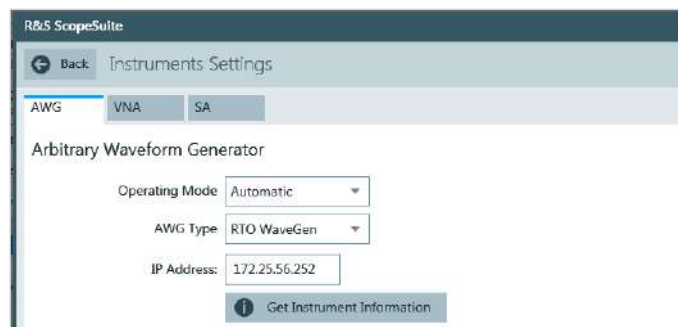 R&S ScopeSuite
Back Instruments Settings
AWG VNA SA
Arbitrary Waveform Generator
Operating Mode Automatic
AWG Type RTO WaveGen
IP Address: 172.25.56.252
Get Instrument Information